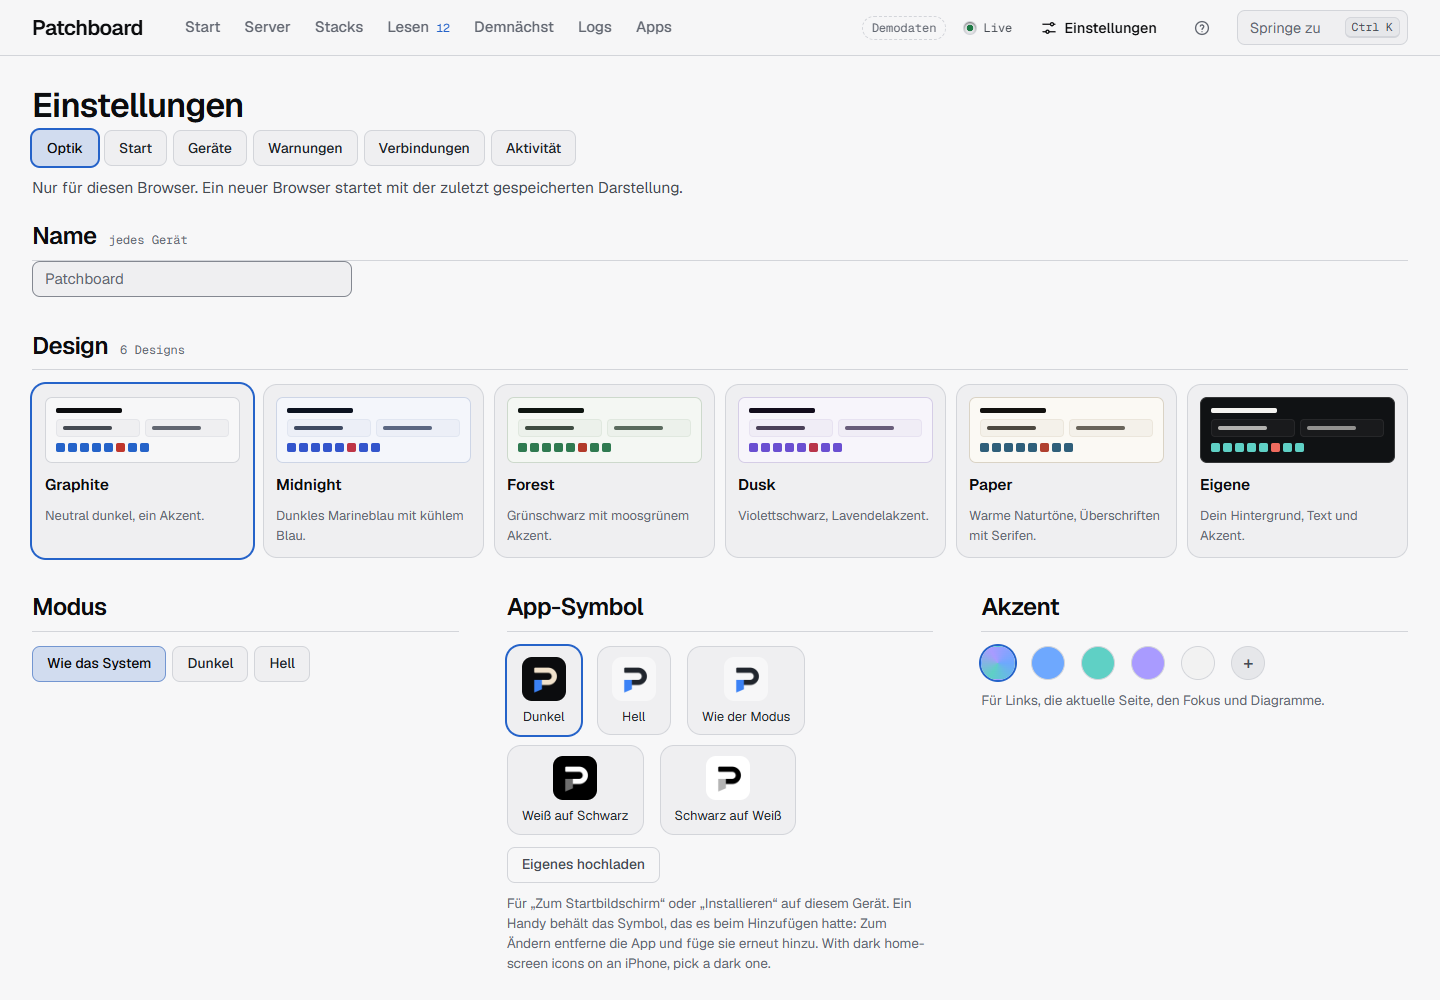 Patchboard Start Server Stacks Lesen 12 Demnächst Logs Apps Demodaten Live Einstellungen Springe zu Ctrl K
Einstellungen
Optik Start Geräte Warnungen Verbindungen Aktivität
Nur für diesen Browser. Ein neuer Browser startet mit der zuletzt gespeicherten Darstellung.
Name jedes Gerät
Patchboard
Design 6 Designs
Graphite
Neutral dunkel, ein Akzent.
Midnight
Dunkles Marineblau mit kühlem
Blau.
Forest
Grünschwarz mit moosgrünem
Akzent.
Dusk
Violettschwarz, Lavendelakzent.
Paper
Warme Naturtöne, Überschriften
mit Serifen.
Eigene
Dein Hintergrund, Text und
Akzent.
Modus
Wie das System Dunkel Hell
App-Symbol
Dunkel Hell Wie der Modus
Weiß auf Schwarz Schwarz auf Weiß
Eigenes hochladen
Für „Zum Startbildschirm“ oder „Installieren“ auf diesem Gerät. Ein
Handy behält das Symbol, das es beim Hinzufügen hatte: Zum
Ändern entferne die App und füge sie erneut hinzu. With dark home-
screen icons on an iPhone, pick a dark one.
Akzent
+
Für Links, die aktuelle Seite, den Fokus und Diagramme.